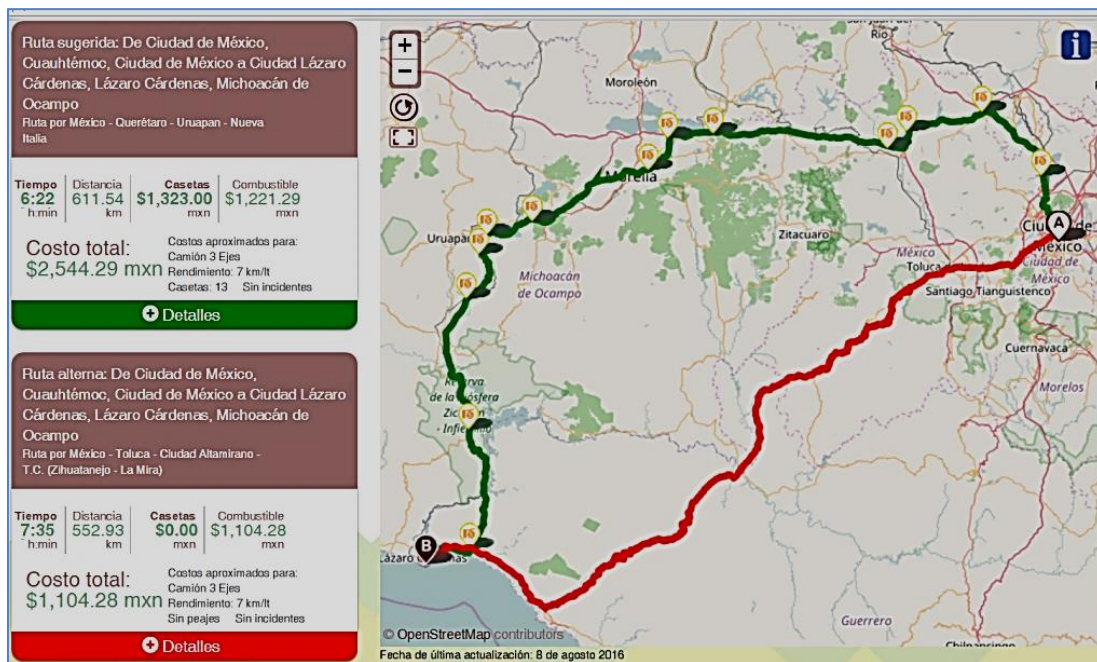 Ruta sugerida: De Ciudad de México,
Cuauhtémoc, Ciudad de México a Ciudad Lázaro
Cárdenas, Lázaro Cárdenas, Michoacán de
Ocampo
Ruta por México - Querétaro - Uruapan - Nueva
Italia
Tiempo Distancia Casetas Combustible
6:22 611.54 $1,323.00 $1,221.29
h:min km mxn mxn
Costo total:
$2,544.29 mxn
Costos aproximados para:
Camión 3 Ejes
Rendimiento: 7 km/lt
Casetas: 13 Sin incidentes
Detalles
Ruta alterna: De Ciudad de México,
Cuauhtémoc, Ciudad de México a Ciudad Lázaro
Cárdenas, Lázaro Cárdenas, Michoacán de
Ocampo
Ruta por México - Toluca - Ciudad Altamirano -
T.C. (Zihuatanejo - La Mira)
Tiempo Distancia Casetas Combustible
7:35 552.93 $0.00 $1,104.28
h:min km mxn mxn
Costo total:
$1,104.28 mxn
Costos aproximados para:
Camión 3 Ejes
Rendimiento: 7 km/lt
Sin peajes Sin incidentes
Detalles
+
−
i
Río
Moroleón
Morelia
A
México
Uruapan
Zitacuaro
México
Toluca
Ciudad de
México
Michoacán
de Ocampo
Santiago Tianguistenco
Cuernavaca
Morelos
de la
B
Lázaro
Guerrero
Chilpancingo
© OpenStreetMap contributors
Fecha de última actualización: 8 de agosto 2016